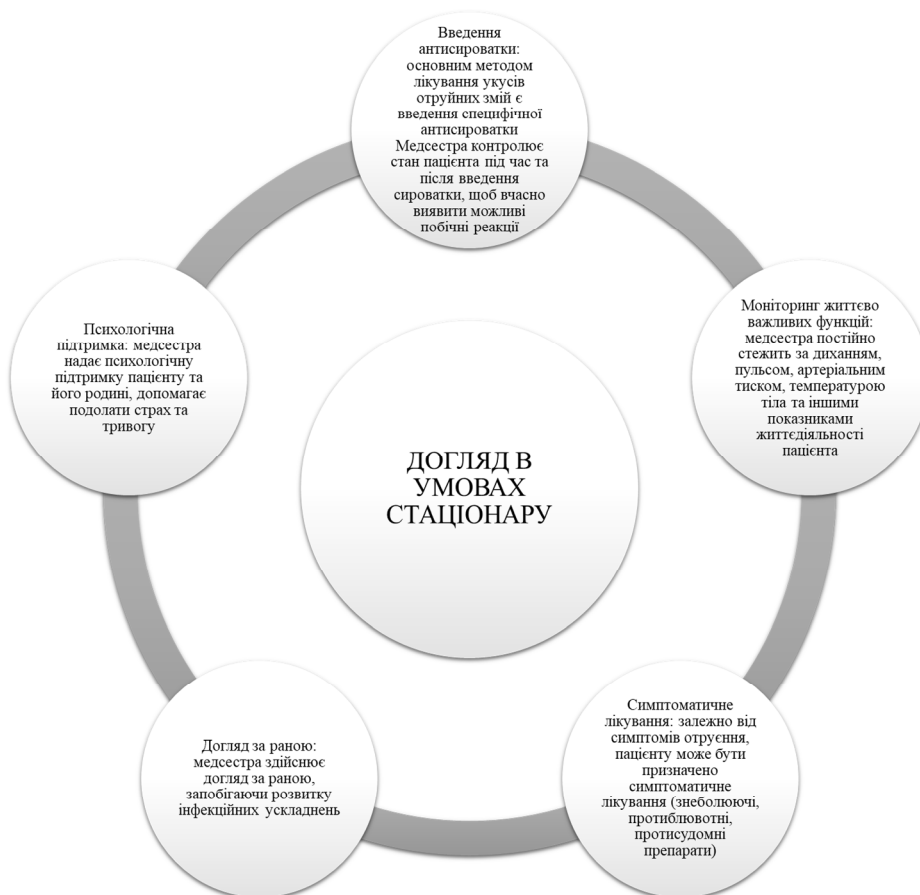 Введення
антисироватки:
основним методом
лікування укусів
отруйних змій є
введення специфічної
антисироватки
Медсестра контролює
стан пацієнта під час та
після введення
сироватки, щоб вчасно
виявити можливі
побічні реакції
Моніторинг життєво
важливих функцій:
медсестра постійно
стежить за диханням,
пульсом, артеріальним
тиском, температурою
тіла та іншими
показниками
життєдіяльності
пацієнта
Симптоматичне
лікування: залежно від
симптомів отруєння,
пацієнту може бути
призначено
симптоматичне
лікування (знеболюючі,
протиблювотні,
протисудомні
препарати)
Догляд за раною:
медсестра здійснює
догляд за раною,
запобігаючи розвитку
інфекційних ускладнень
Психологічна
підтримка: медсестра
надає психологічну
підтримку пацієнту та
його родині, допомагає
подолати страх та
тривогу
ДОГЛЯД В
УМОВАХ
СТАЦІОНАРУ